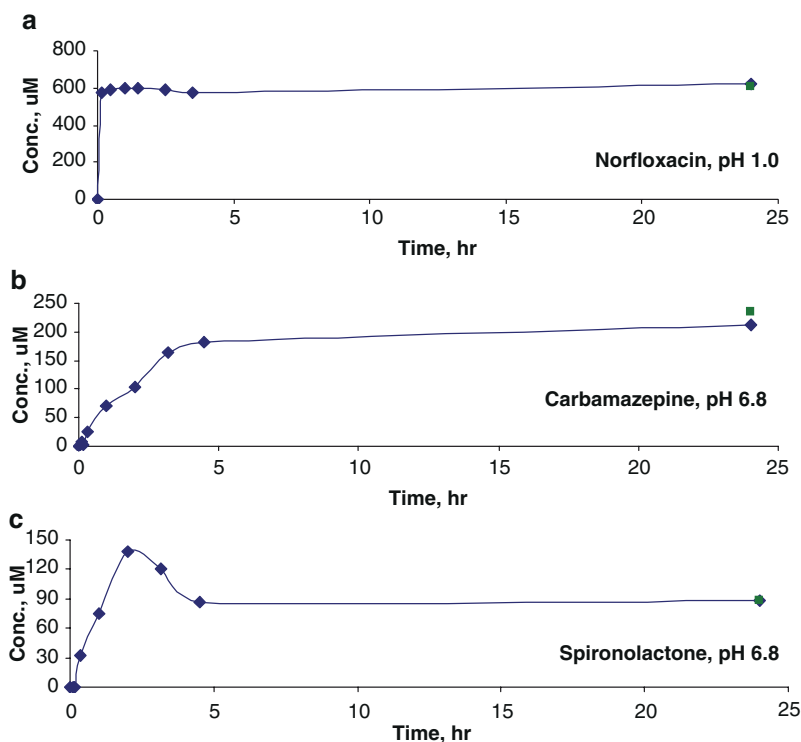 a
Conc., uM
800
600
400
200
0
0 5 10 15 20 25
Time, hr
Norfloxacin, pH 1.0
b
Conc., uM
250
200
150
100
50
0
0 5 10 15 20 25
Time, hr
Carbamazepine, pH 6.8
c
Conc., uM
150
120
90
60
30
0
0 5 10 15 20 25
Time, hr
Spironolactone, pH 6.8